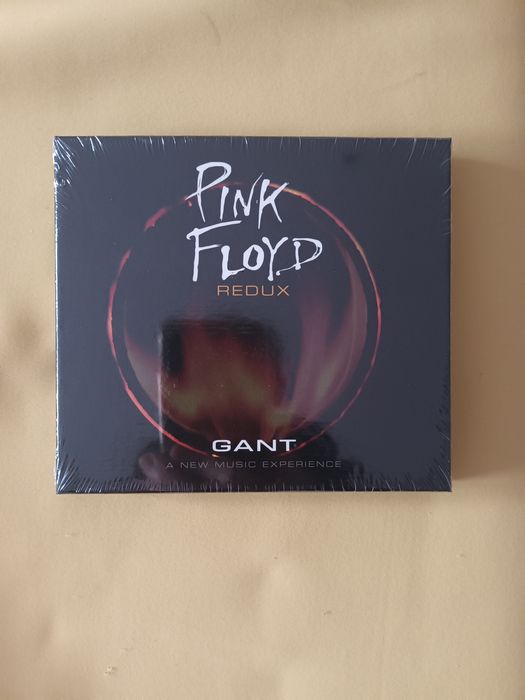 PINK
FLOYD
REDUX
GANT
A NEW MUSIC EXPERIENCE